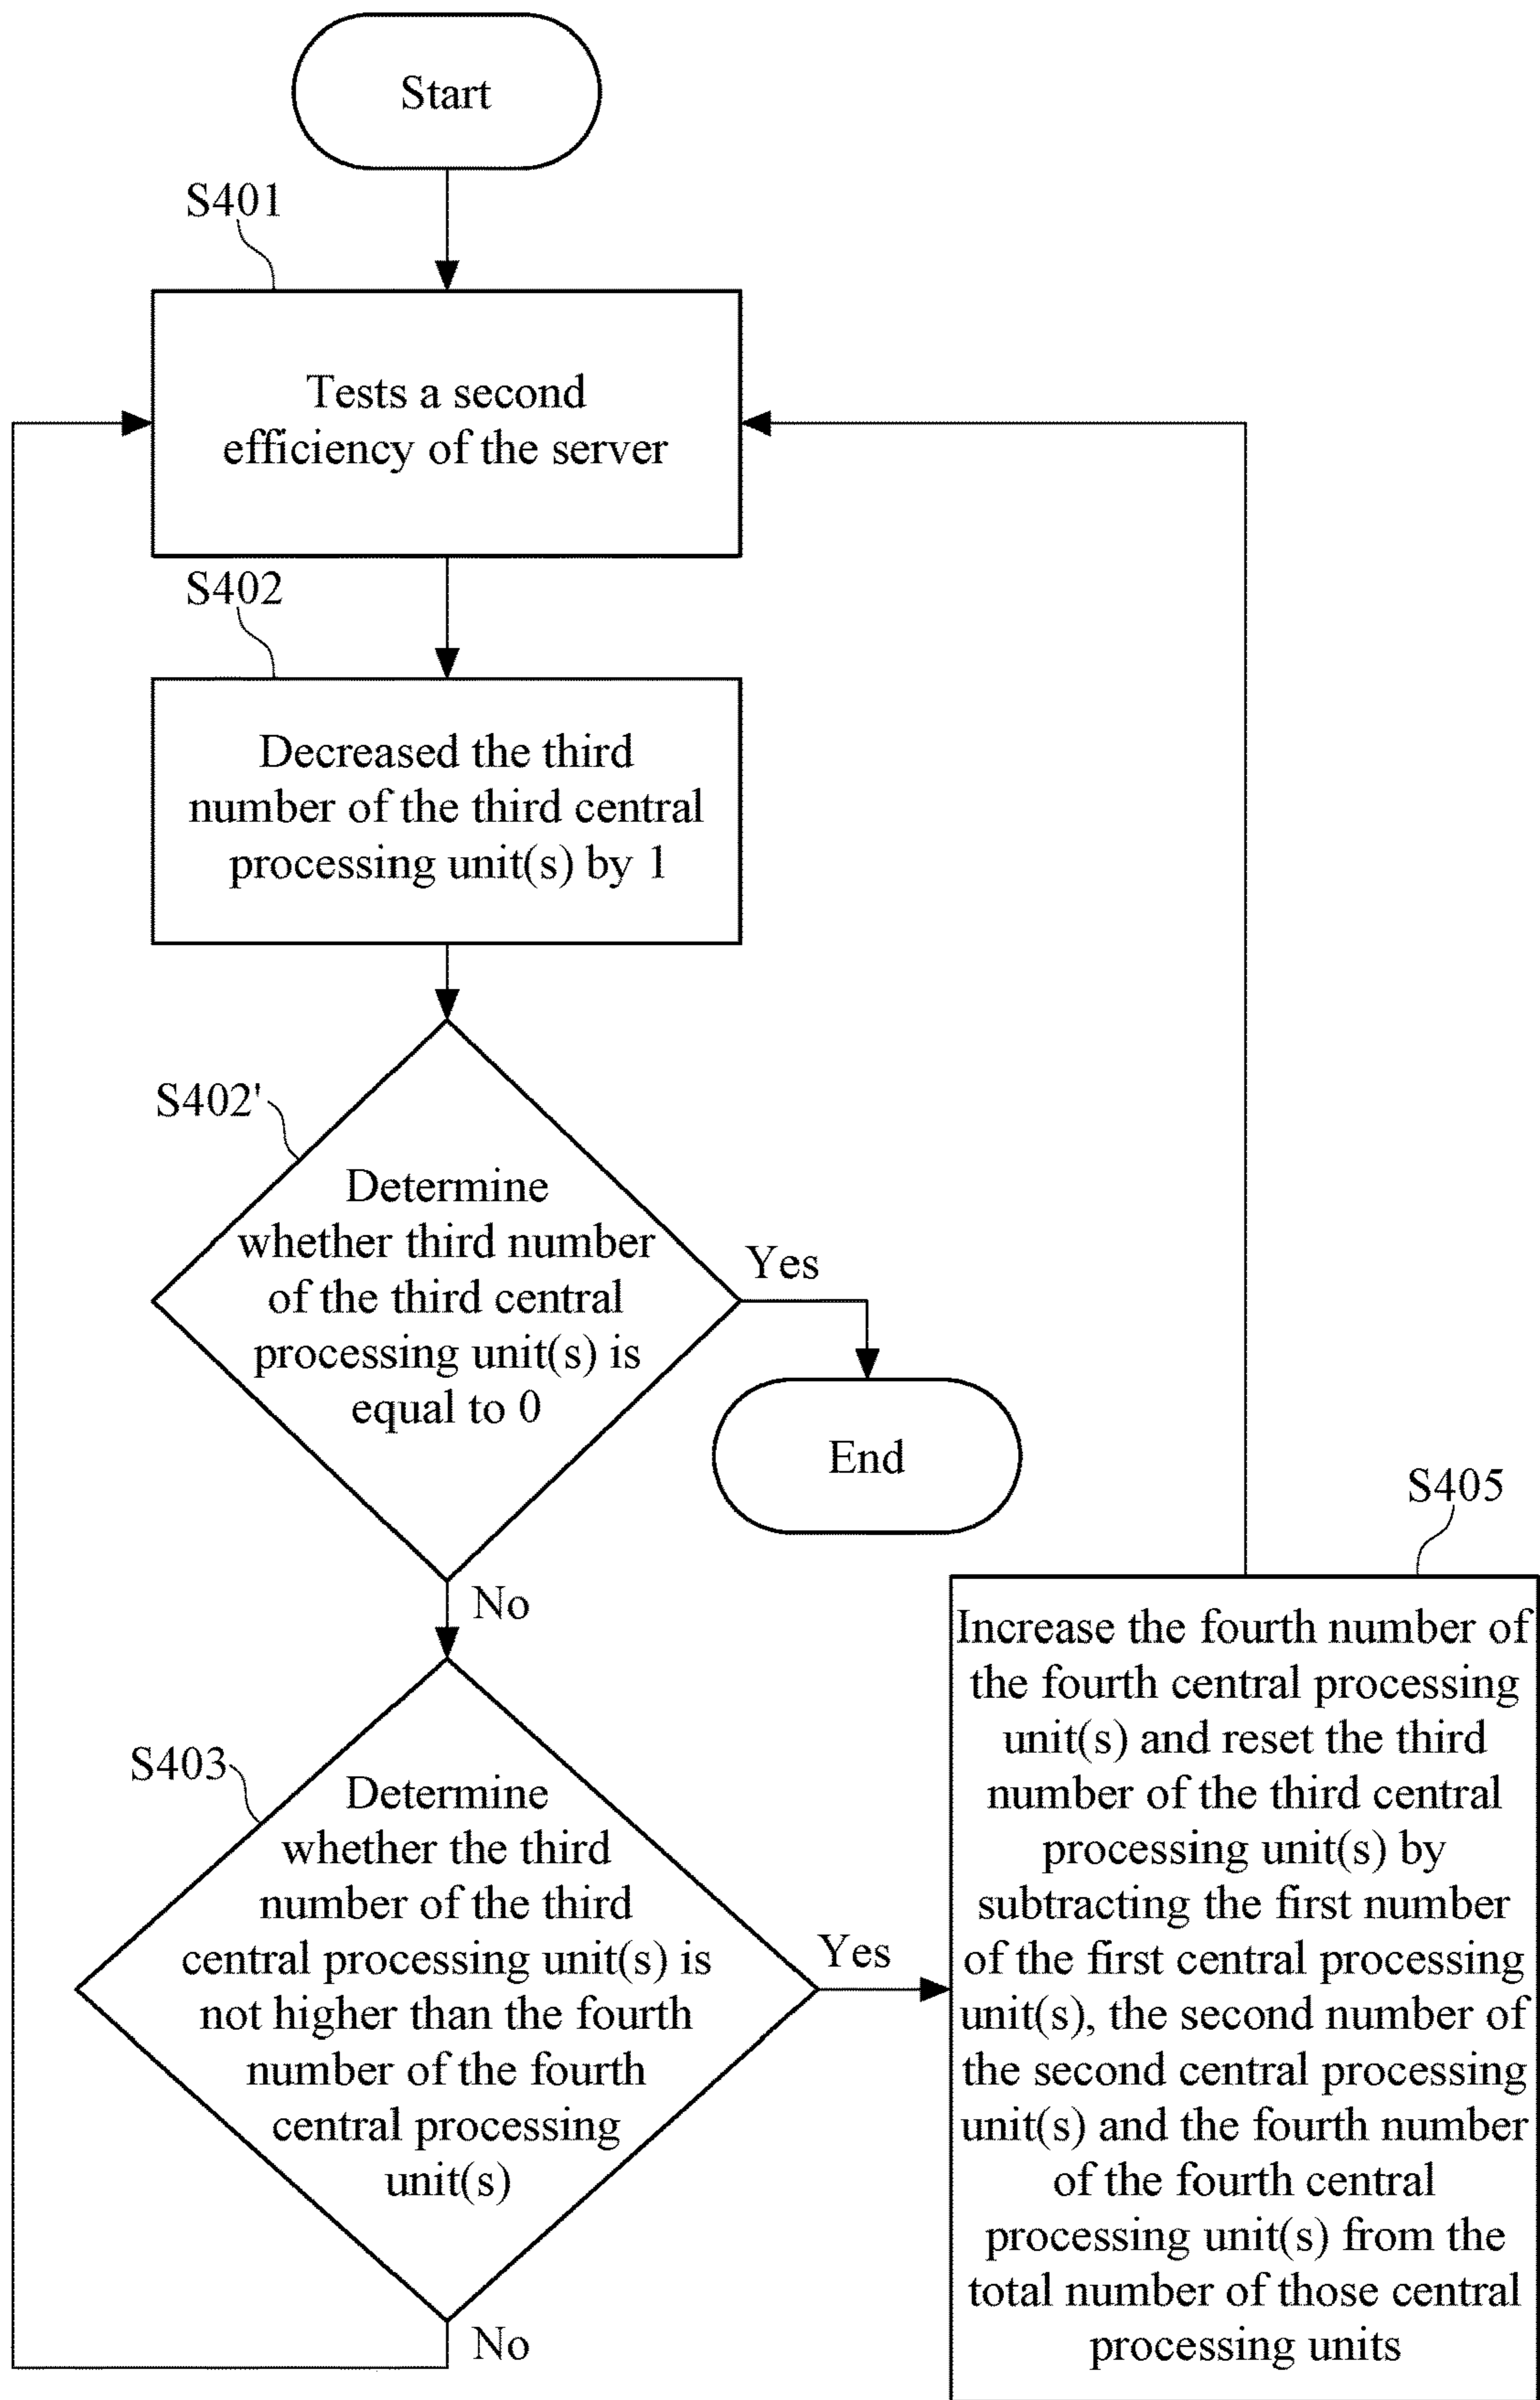 Start
S401
Tests a second
efficiency of the server
S402
Decreased the third
number of the third central
processing unit(s) by 1
S402'
Determine
whether third number
of the third central
processing unit(s) is
equal to 0
Yes
End
No
S403
Determine
whether the third
number of the third
central processing unit(s) is
not higher than the fourth
number of the fourth
central processing
unit(s)
Yes
No
S405
Increase the fourth number of
the fourth central processing
unit(s) and reset the third
number of the third central
processing unit(s) by
subtracting the first number
of the first central processing
unit(s), the second number of
the second central processing
unit(s) and the fourth number
of the fourth central
processing unit(s) from the
total number of those central
processing units